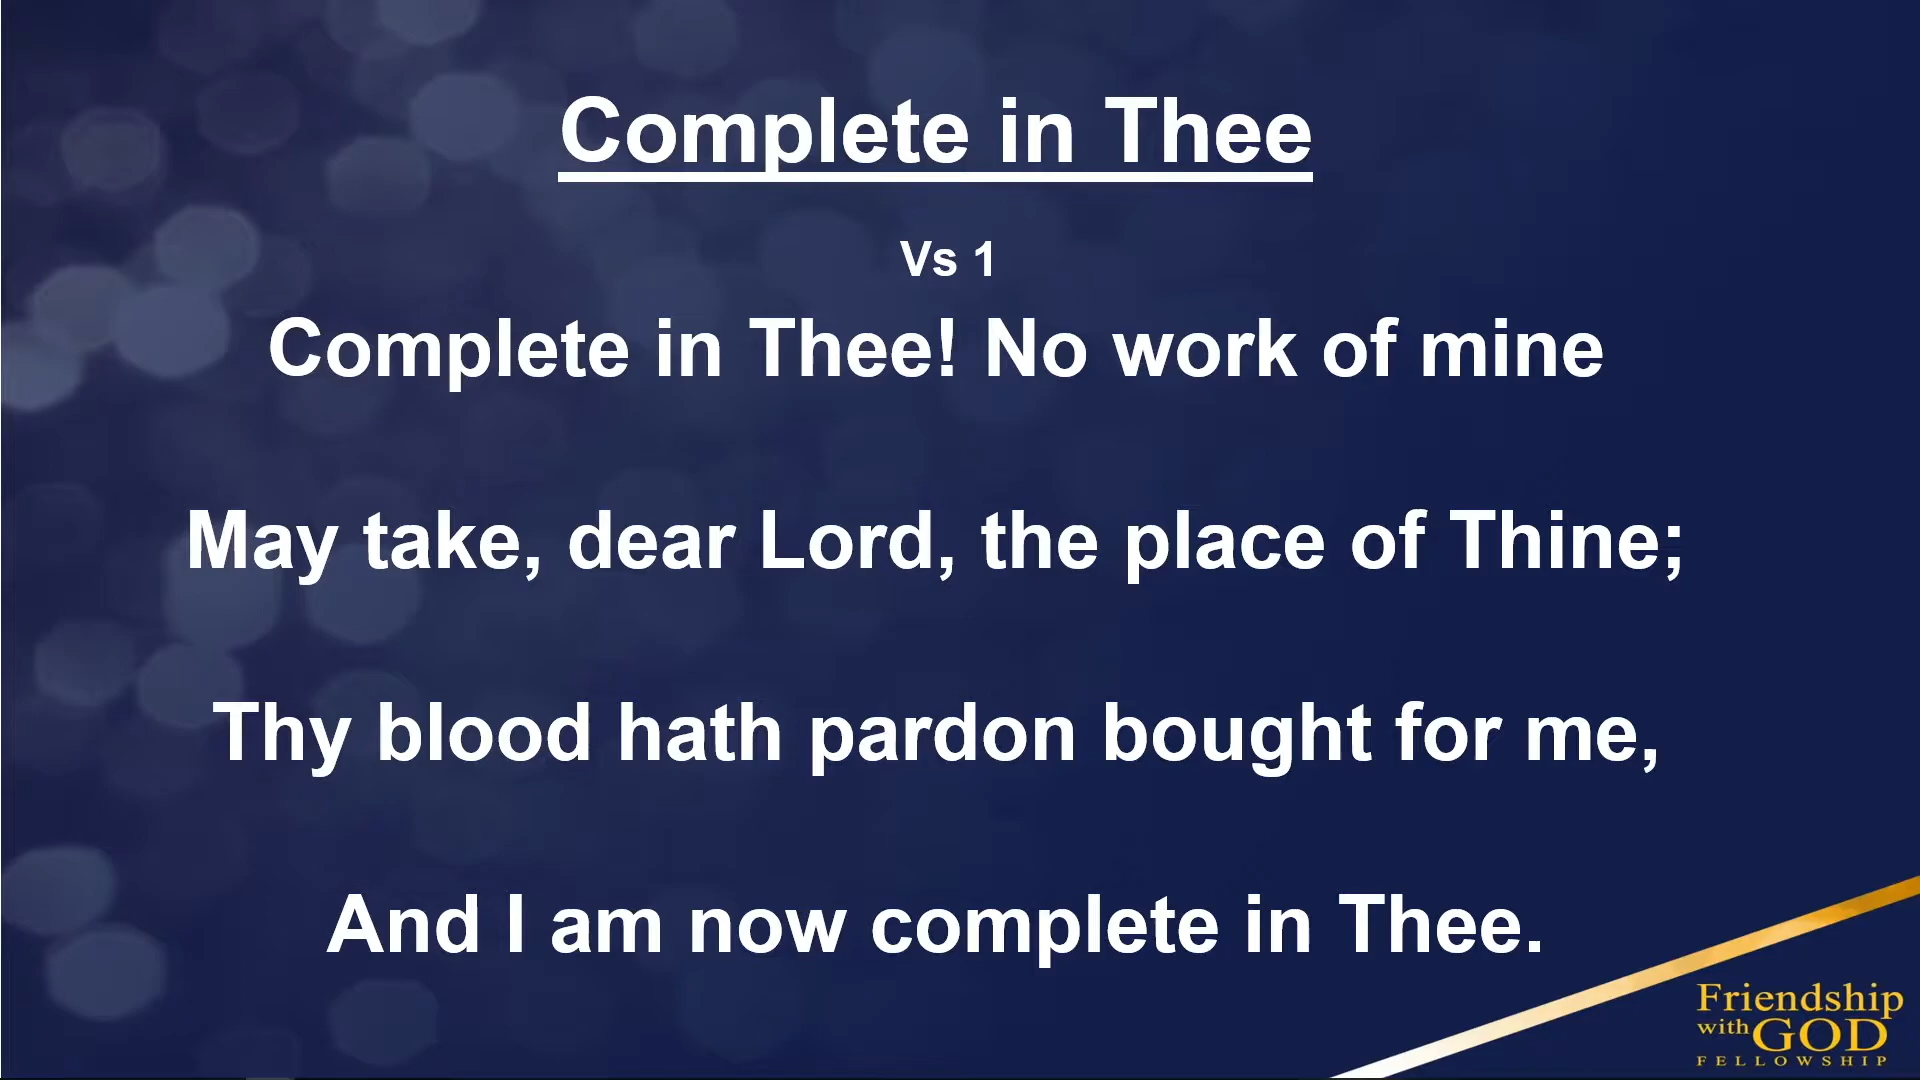 Complete in Thee
Vs 1
Complete in Thee! No work of mine
May take, dear Lord, the place of Thine;
Thy blood hath pardon bought for me,
And I am now complete in Thee.
Friendship
with GOD
FELLOWSHIP